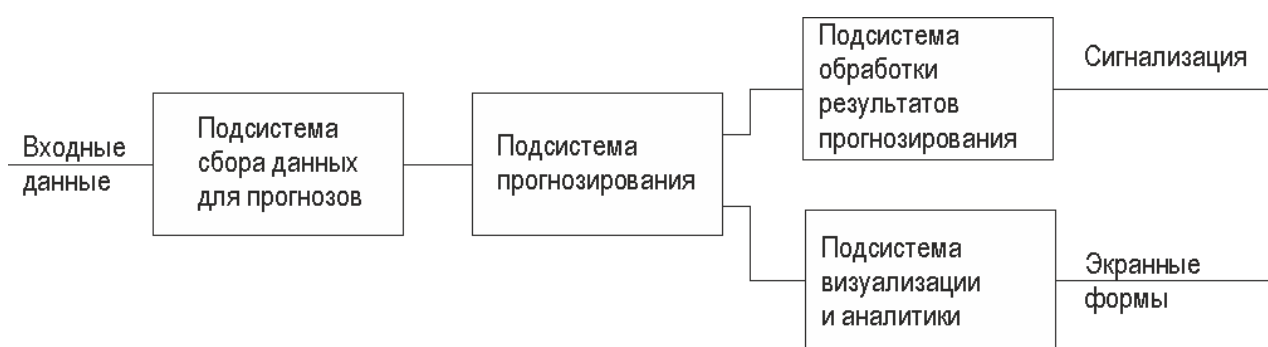 Входные
данные
Подсистема
сбора данных
для прогнозов
Подсистема
прогнозирования
Подсистема
обработки
результатов
прогнозирования
Сигнализация
Подсистема
визуализации
и аналитики
Экранные
формы